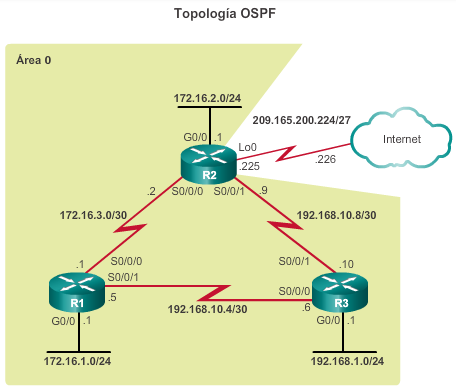 Topología OSPF
Área 0
172.16.2.0/24
209.165.200.224/27
G0/0 .1
Lo0
Internet
R2
.225
.226
.2 S0/0/0 S0/0/1 .9
172.16.3.0/30
192.168.10.8/30
.1 S0/0/0
S0/0/1 .10
S0/0/1
S0/0/0
R1
.5
R3
.6
192.168.10.4/30
G0/0 .1
G0/0 .1
172.16.1.0/24
192.168.1.0/24